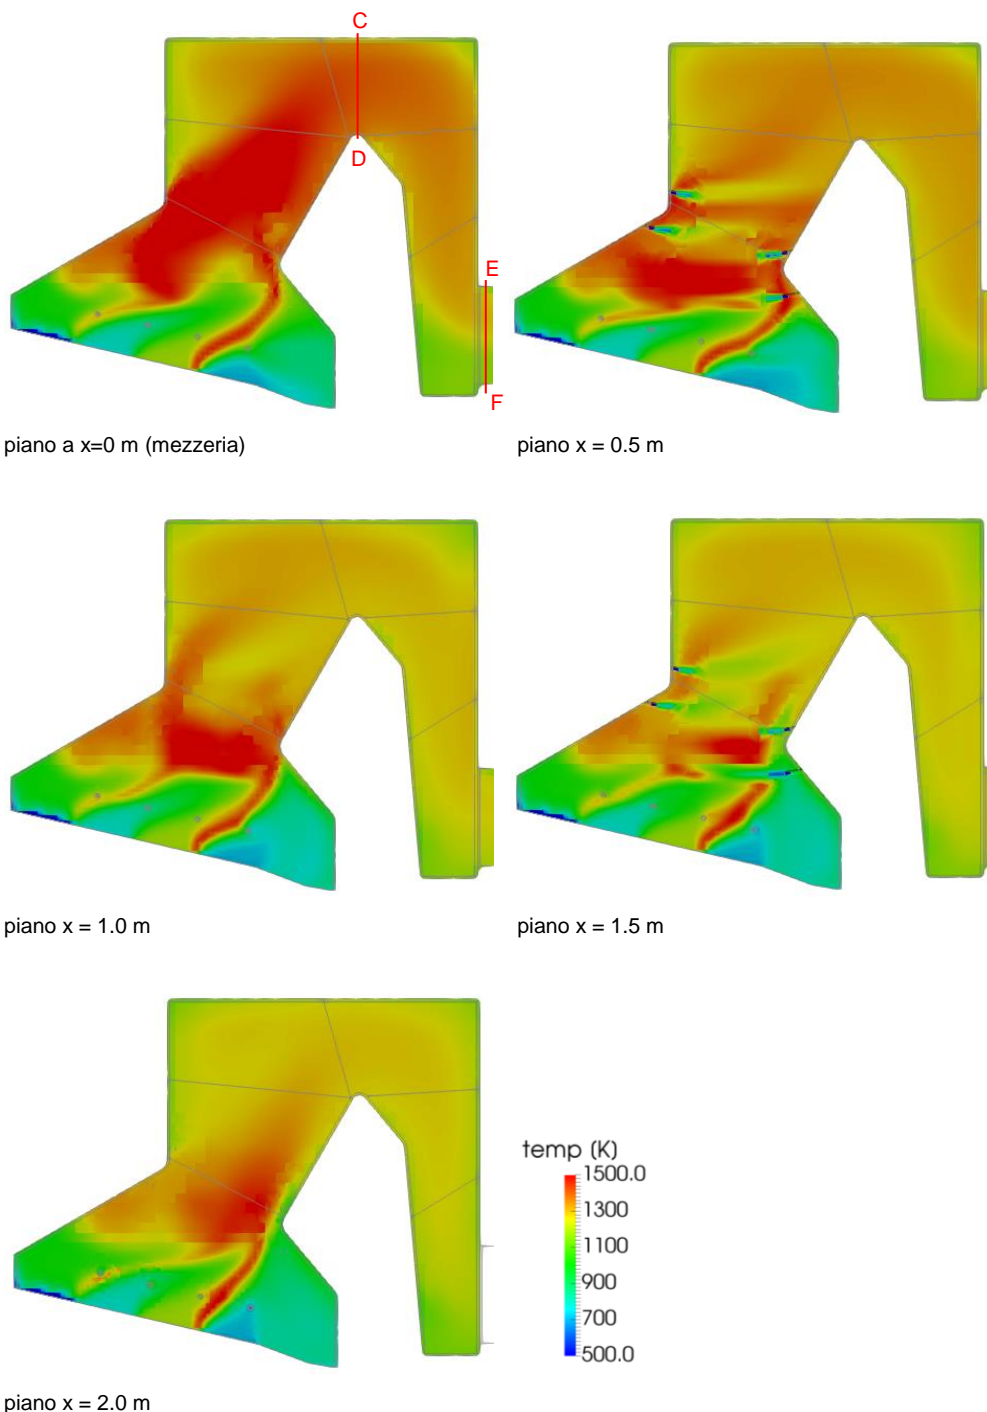 C
D
E
F
piano a x=0 m (mezzeria)
piano x = 0.5 m
piano x = 1.0 m
piano x = 1.5 m
temp (K)
1500.0
1300
1100
900
700
500.0
piano x = 2.0 m